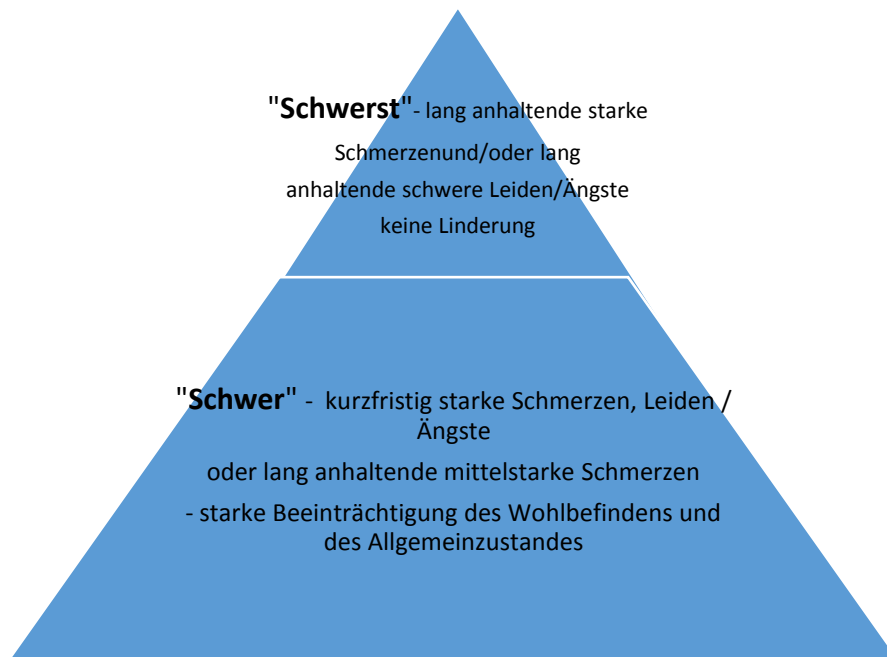 "Schwerst"- lang anhaltende starke
Schmerzenund/oder lang
anhaltende schwere Leiden/Ängste
keine Linderung
"Schwer" - kurzfristig starke Schmerzen, Leiden /
Ängste
oder lang anhaltende mittelstarke Schmerzen
- starke Beeinträchtigung des Wohlbefindens und
des Allgemeinzustandes